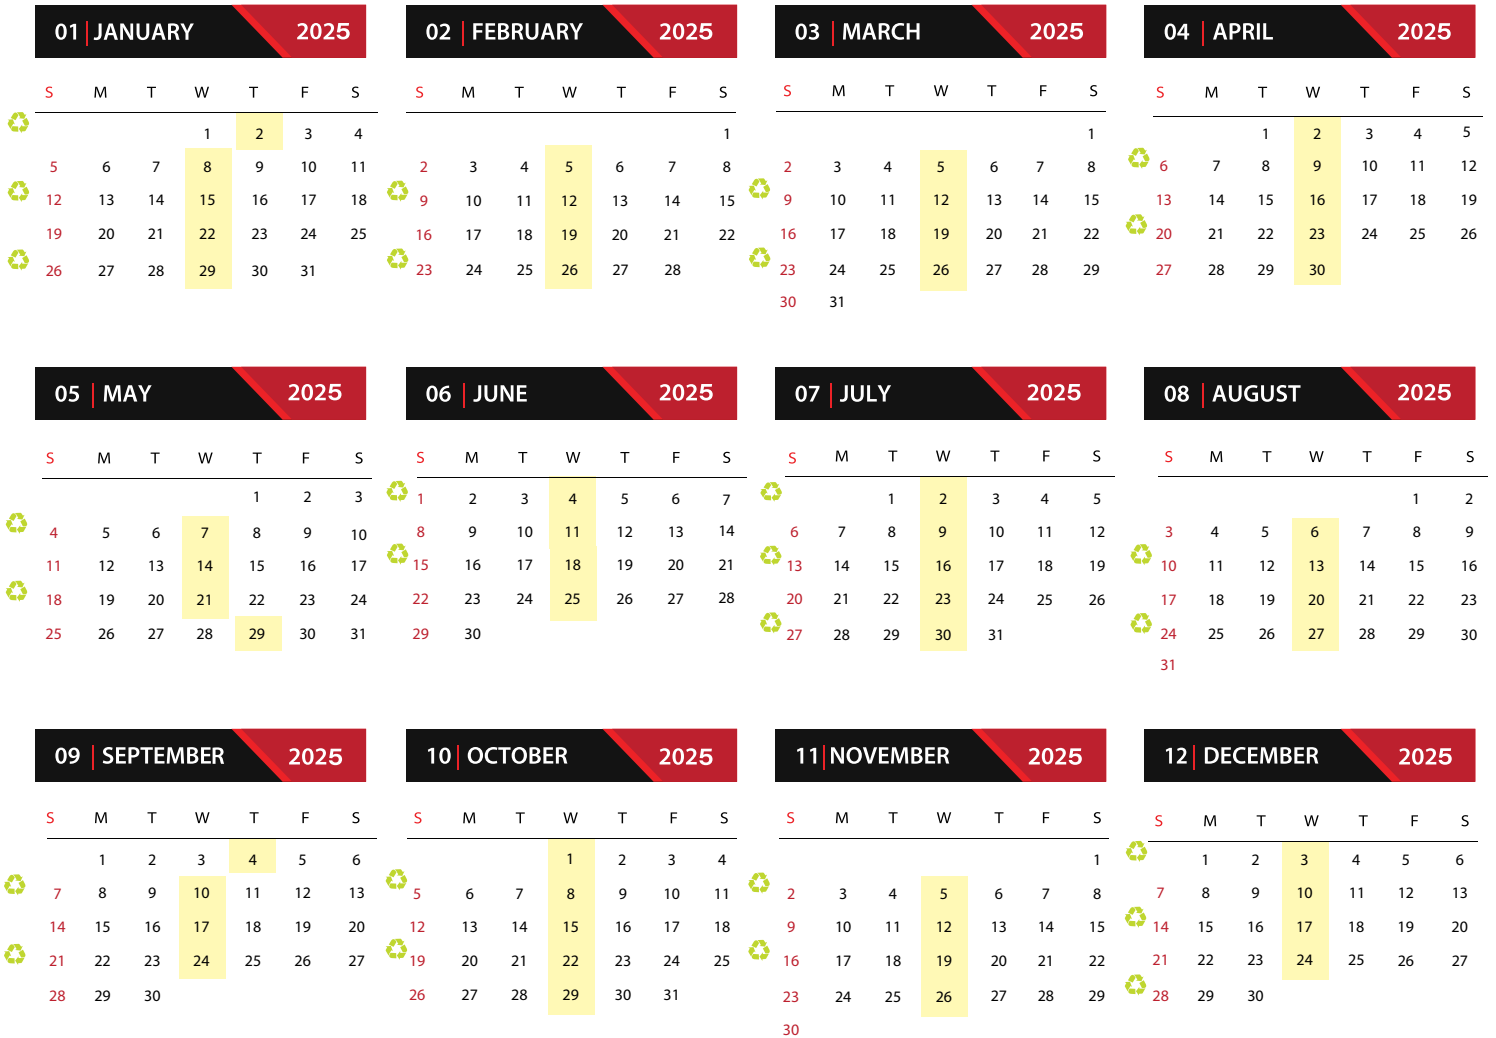 01 JANUARY 2025
S M T W T F S
1 2 3 4
5 6 7 8 9 10 11
12 13 14 15 16 17 18
19 20 21 22 23 24 25
26 27 28 29 30 31
02 FEBRUARY 2025
S M T W T F S
1
2 3 4 5 6 7 8
9 10 11 12 13 14 15
16 17 18 19 20 21 22
23 24 25 26 27 28
03 MARCH 2025
S M T W T F S
1
2 3 4 5 6 7 8
9 10 11 12 13 14 15
16 17 18 19 20 21 22
23 24 25 26 27 28 29
30 31
04 APRIL 2025
S M T W T F S
1 2 3 4 5
6 7 8 9 10 11 12
13 14 15 16 17 18 19
20 21 22 23 24 25 26
27 28 29 30
05 MAY 2025
S M T W T F S
1 2 3
4 5 6 7 8 9 10
11 12 13 14 15 16 17
18 19 20 21 22 23 24
25 26 27 28 29 30 31
06 JUNE 2025
S M T W T F S
1 2 3 4 5 6 7
8 9 10 11 12 13 14
15 16 17 18 19 20 21
22 23 24 25 26 27 28
29 30
07 JULY 2025
S M T W T F S
1 2 3 4 5
6 7 8 9 10 11 12
13 14 15 16 17 18 19
20 21 22 23 24 25 26
27 28 29 30 31
08 AUGUST 2025
S M T W T F S
1 2
3 4 5 6 7 8 9
10 11 12 13 14 15 16
17 18 19 20 21 22 23
24 25 26 27 28 29 30
31
09 SEPTEMBER 2025
S M T W T F S
1 2 3 4 5 6
7 8 9 10 11 12 13
14 15 16 17 18 19 20
21 22 23 24 25 26 27
28 29 30
10 OCTOBER 2025
S M T W T F S
1 2 3 4
5 6 7 8 9 10 11
12 13 14 15 16 17 18
19 20 21 22 23 24 25
26 27 28 29 30 31
11 NOVEMBER 2025
S M T W T F S
1
2 3 4 5 6 7 8
9 10 11 12 13 14 15
16 17 18 19 20 21 22
23 24 25 26 27 28 29
30
12 DECEMBER 2025
S M T W T F S
1 2 3 4 5 6
7 8 9 10 11 12 13
14 15 16 17 18 19 20
21 22 23 24 25 26 27
28 29 30